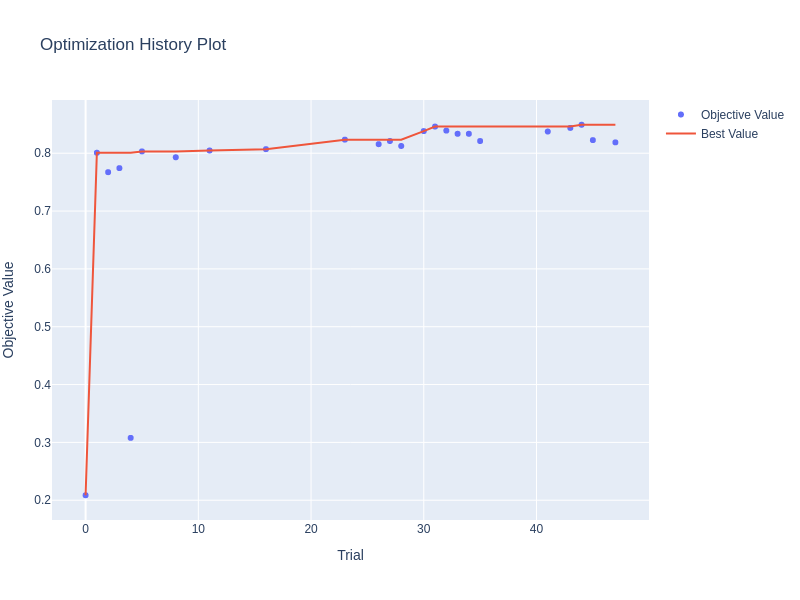 Optimization History Plot
Objective Value
Best Value
0.8
0.7
0.6
0.5
0.4
0.3
0.2
Objective Value
0
10
20
30
40
Trial